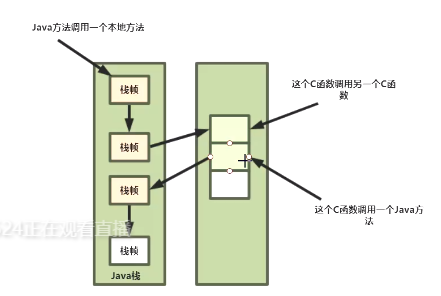 Java方法调用一个本地方法
这个C函数调用另一个C函
数
栈帧
栈帧
栈帧
这个C函数调用一个Java方
法
524正在观看直播
栈帧
Java栈